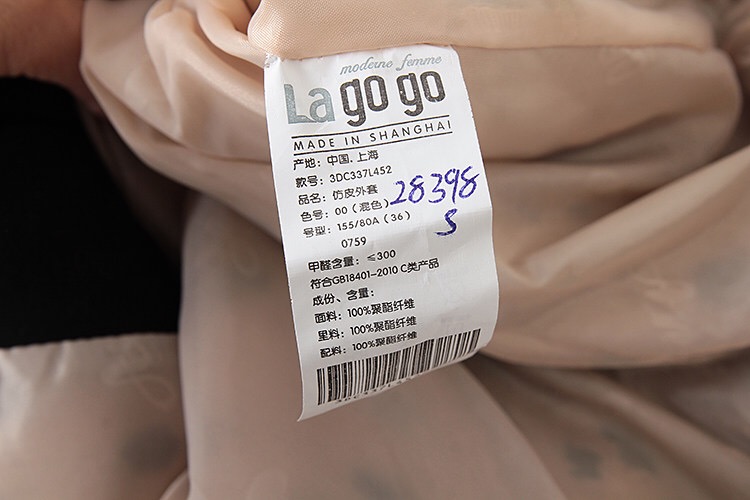 moderne femme
La go go
MADE IN SHANGHAI
产地: 中国、上海
款号: 3DC337L452
品名: 仿皮外套
28398
色号: 00 (混色)
S
号型: 155/80A (36)
0759
甲醛含量: ≤300
符合GB18401-2010 C类产品
成份、含量:
面料: 100%聚酯纤维
里料: 100%聚酯纤维
配料: 100%聚酯纤维